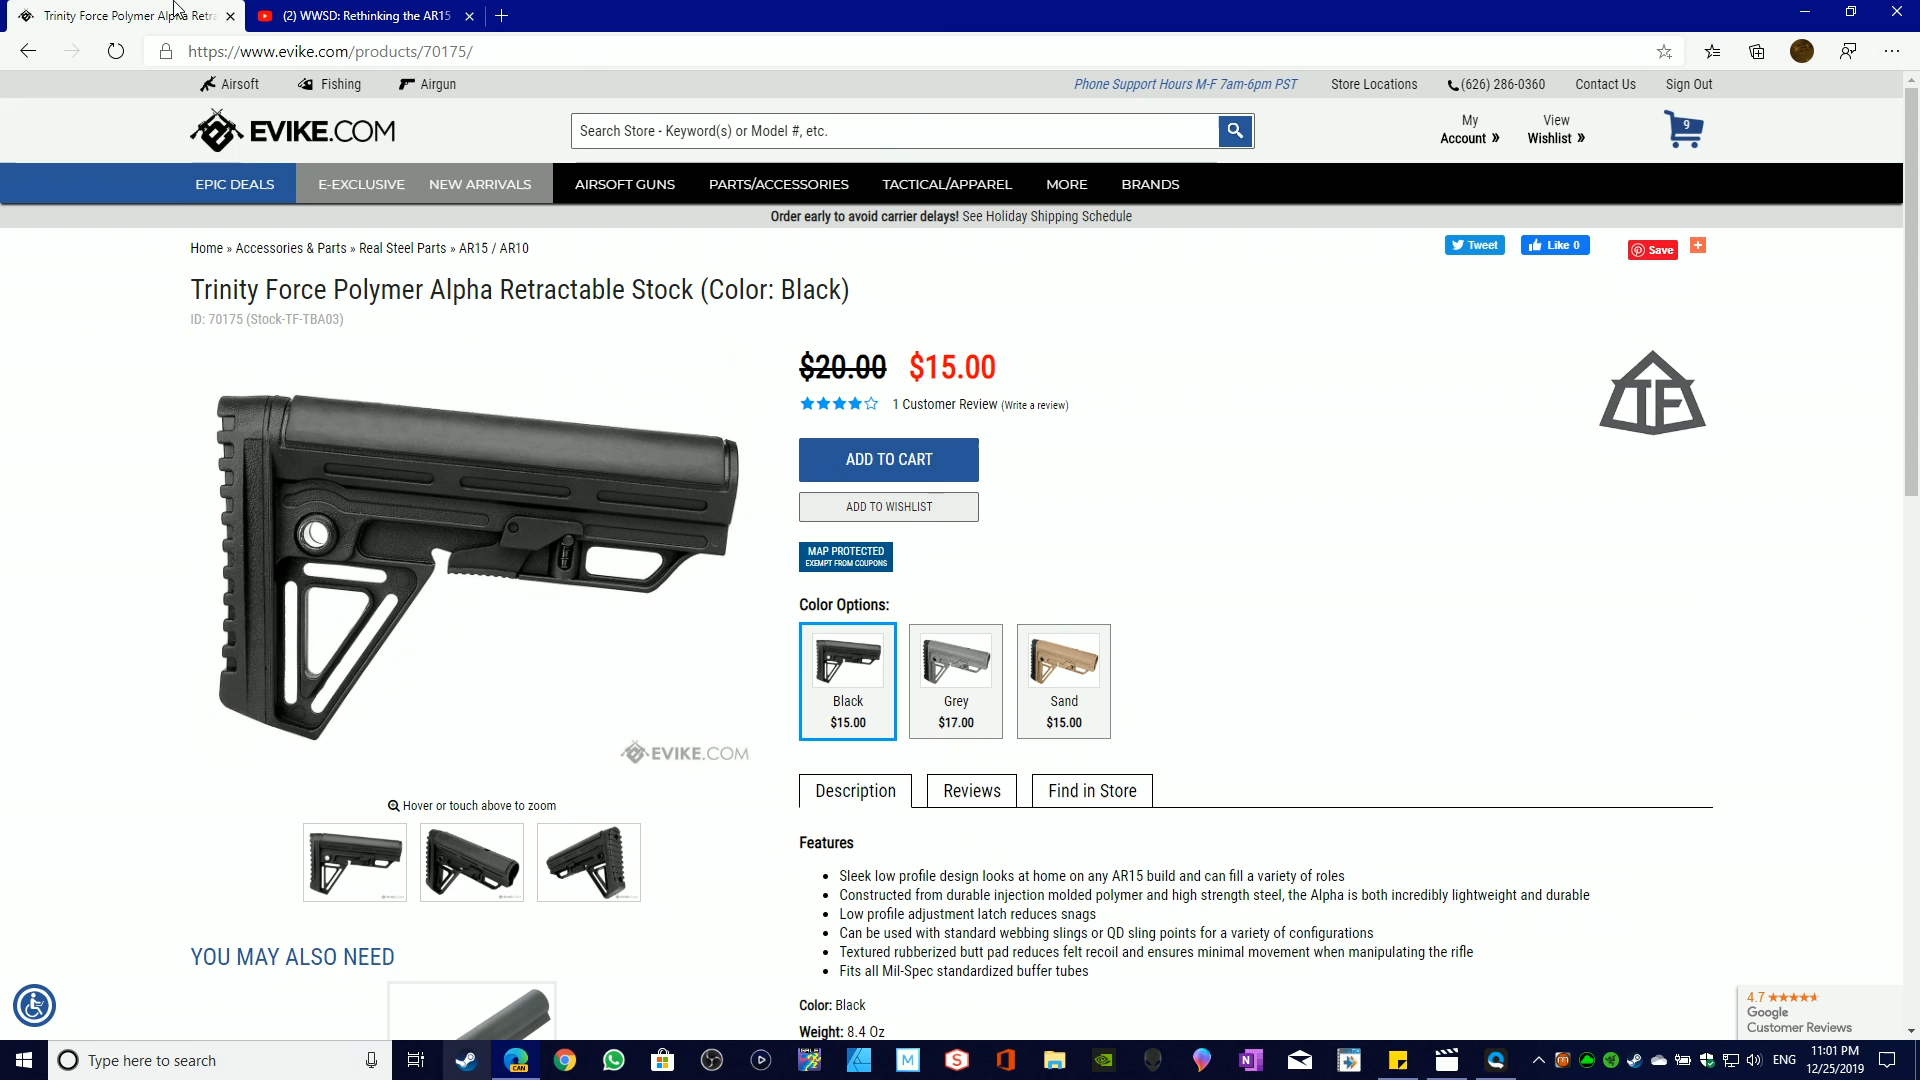 Trinity Force Polymer Alpha Retra
(2) WWSD: Rethinking the AR15
https://www.evike.com/products/70175/
Airsoft Fishing Airgun
Phone Support Hours M-F 7am-6pm PST Store Locations (626) 286-0360 Contact Us Sign Out
EVIKE.COM
Search Store - Keyword(s) or Model #, etc.
My Account »
View Wishlist »
9
EPIC DEALS E-EXCLUSIVE NEW ARRIVALS AIRSOFT GUNS PARTS/ACCESSORIES TACTICAL/APPAREL MORE BRANDS
Order early to avoid carrier delays! See Holiday Shipping Schedule
Home » Accessories & Parts » Real Steel Parts » AR15 / AR10
Tweet Like 0 Save
Trinity Force Polymer Alpha Retractable Stock (Color: Black)
ID: 70175 (Stock-TF-TBA03)
$20.00 $15.00
TF
1 Customer Review (Write a review)
ADD TO CART
ADD TO WISHLIST
MAP PROTECTED
EXEMPT FROM COUPONS
Color Options:
Black Grey Sand
$15.00 $17.00 $15.00
EVIKE.COM
Hover or touch above to zoom
Description Reviews Find in Store
Features
• Sleek low profile design looks at home on any AR15 build and can fill a variety of roles
• Constructed from durable injection molded polymer and high strength steel, the Alpha is both incredibly lightweight and durable
• Low profile adjustment latch reduces snags
• Can be used with standard webbing slings or QD sling points for a variety of configurations
• Textured rubberized butt pad reduces felt recoil and ensures minimal movement when manipulating the rifle
• Fits all Mil-Spec standardized buffer tubes
Color: Black
Weight: 8.4 Oz
YOU MAY ALSO NEED
4.7
Google
Customer Reviews
Type here to search
CAN
ENG
11:01 PM
12/25/2019